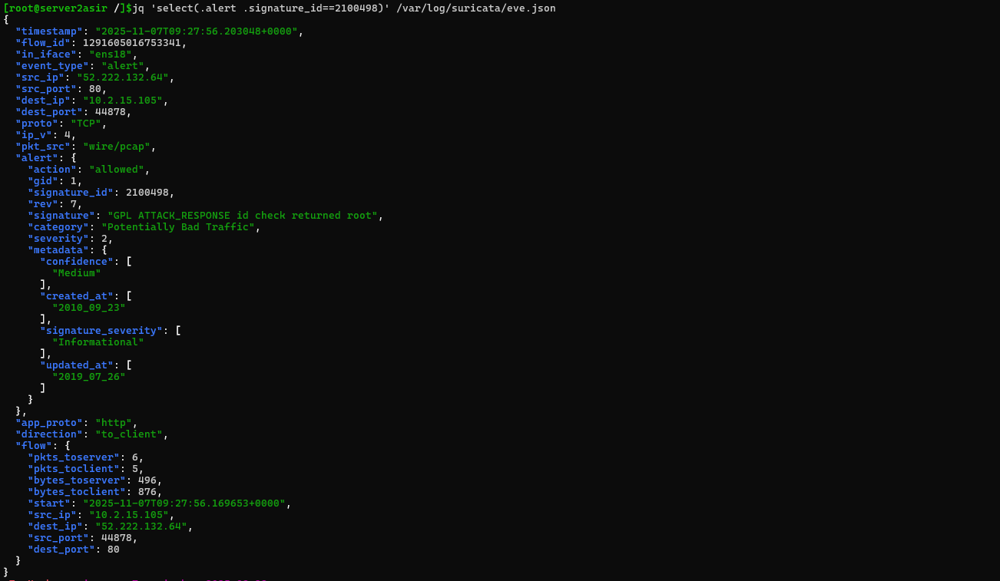 [root@server2asir /]$jq 'select(.alert .signature_id==2100498)' /var/log/suricata/eve.json
{
  "timestamp": "2025-11-07T09:27:56.203048+0000",
  "flow_id": 1291605016753341,
  "in_iface": "ens18",
  "event_type": "alert",
  "src_ip": "52.222.132.64",
  "src_port": 80,
  "dest_ip": "10.2.15.105",
  "dest_port": 44878,
  "proto": "TCP",
  "ip_v": 4,
  "pkt_src": "wire/pcap",
  "alert": {
    "action": "allowed",
    "gid": 1,
    "signature_id": 2100498,
    "rev": 7,
    "signature": "GPL ATTACK_RESPONSE id check returned root",
    "category": "Potentially Bad Traffic",
    "severity": 2,
    "metadata": {
      "confidence": [
        "Medium"
      ],
      "created_at": [
        "2010_09_23"
      ],
      "signature_severity": [
        "Informational"
      ],
      "updated_at": [
        "2019_07_26"
      ]
    }
  },
  "app_proto": "http",
  "direction": "to_client",
  "flow": {
    "pkts_toserver": 6,
    "pkts_toclient": 5,
    "bytes_toserver": 496,
    "bytes_toclient": 876,
    "start": "2025-11-07T09:27:56.169653+0000",
    "src_ip": "10.2.15.105",
    "dest_ip": "52.222.132.64",
    "src_port": 44878,
    "dest_port": 80
  }
}